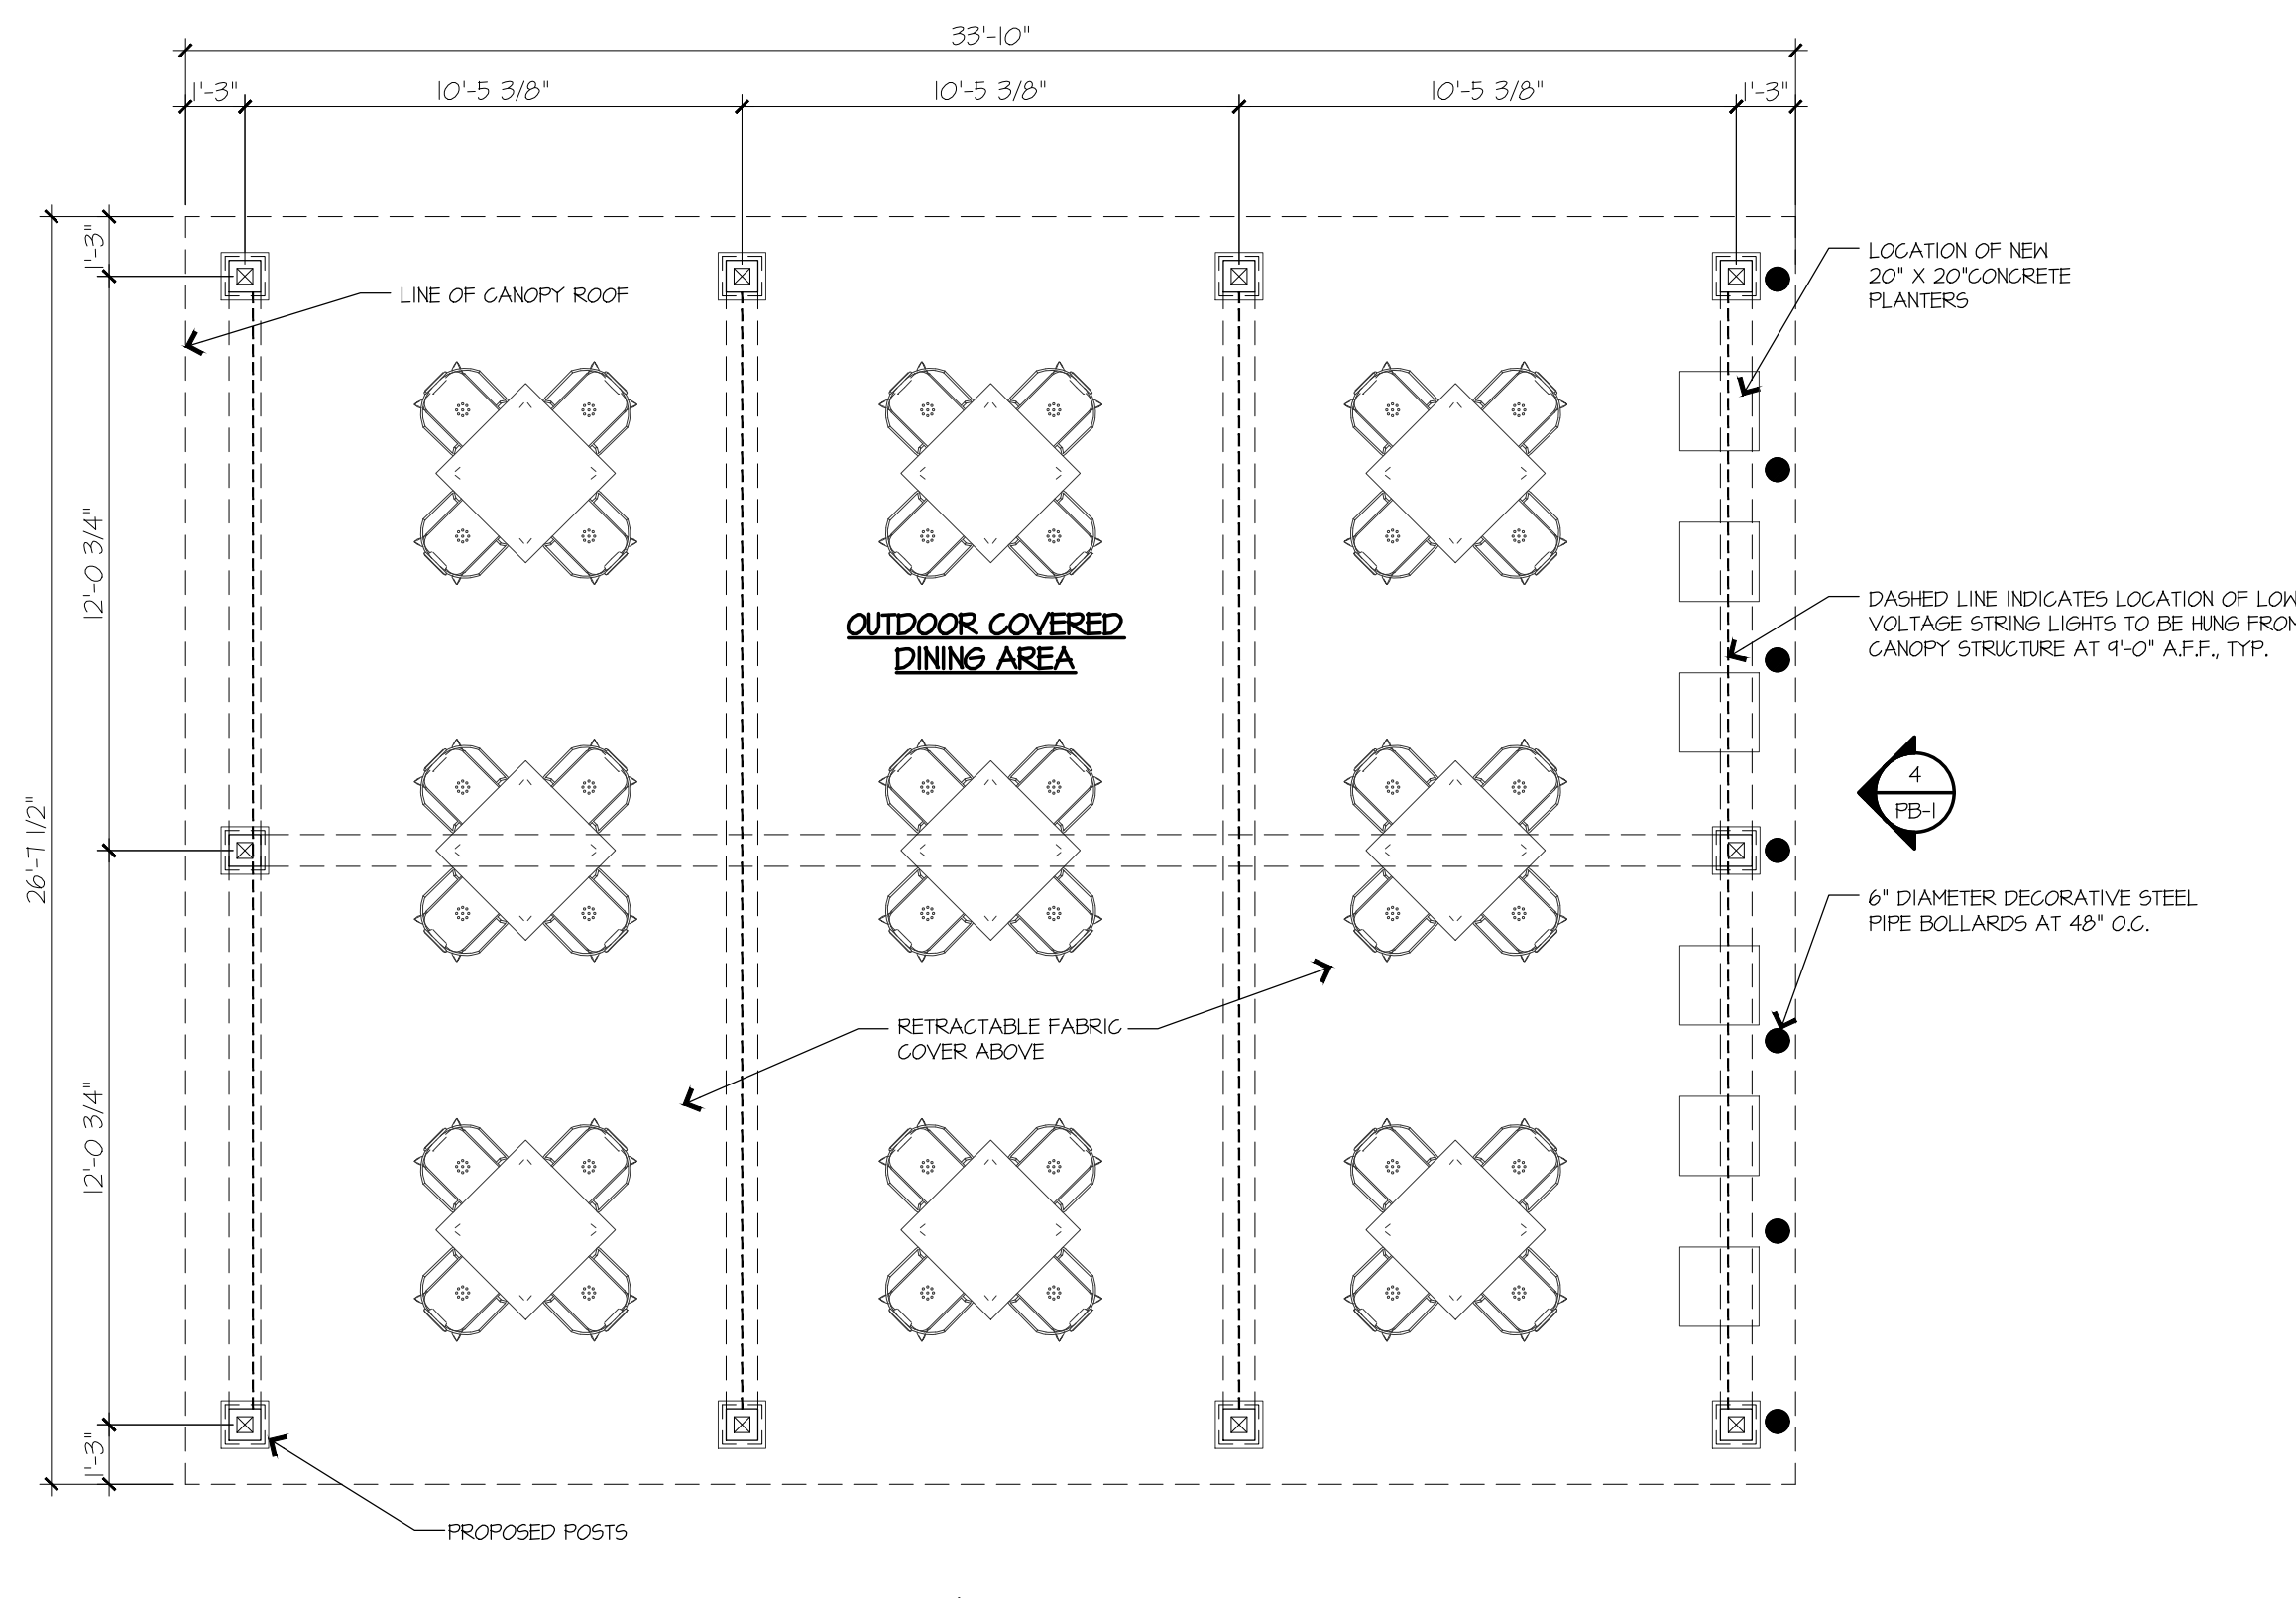 33'-10"
1'-3"
10'-5 3/8"
10'-5 3/8"
10'-5 3/8"
1'-3"
1'-3"
12'-0 3/4"
26'-7 1/2"
12'-0 3/4"
1'-3"
LINE OF CANOPY ROOF
LOCATION OF NEW
20" X 20"CONCRETE
PLANTERS
OUTDOOR COVERED
DINING AREA
DASHED LINE INDICATES LOCATION OF LOW
VOLTAGE STRING LIGHTS TO BE HUNG FROM
CANOPY STRUCTURE AT 9'-0" A.F.F., TYP.
4
PB-1
6" DIAMETER DECORATIVE STEEL
PIPE BOLLARDS AT 48" O.C.
RETRACTABLE FABRIC
COVER ABOVE
PROPOSED POSTS